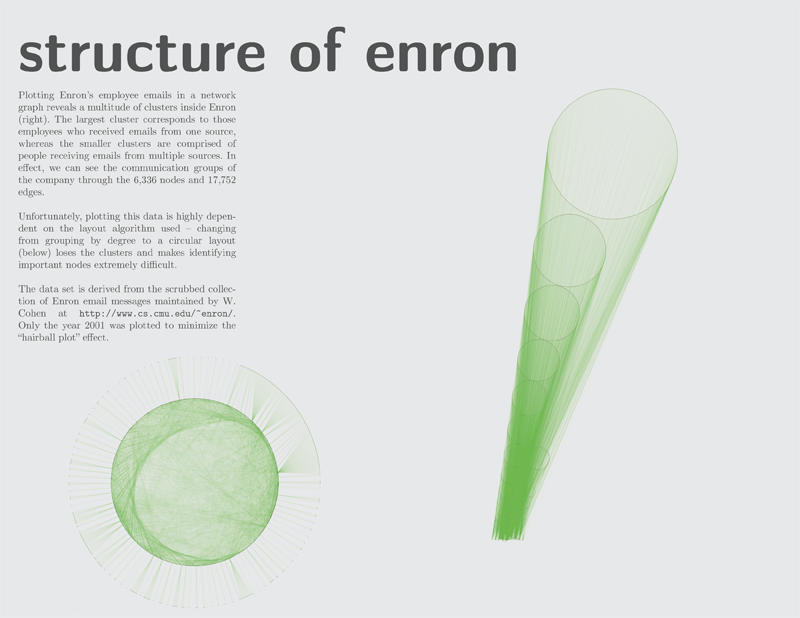 structure of enron
Plotting Enron's employee emails in a network
graph reveals a multitude of clusters inside Enron
(right). The largest cluster corresponds to those
employees who received emails from one source,
whereas the smaller clusters are comprised of
people receiving emails from multiple sources. In
effect, we can see the communication groups of
the company through the 6,336 nodes and 17,752
edges.
Unfortunately, plotting this data is highly depen-
dent on the layout algorithm used – changing
from grouping by degree to a circular layout
(below) loses the clusters and makes identifying
important nodes extremely difficult.
The data set is derived from the scrubbed collec-
tion of Enron email messages maintained by W.
Cohen at http://www.cs.cmu.edu/~enron/.
Only the year 2001 was plotted to minimize the
“hairball plot” effect.